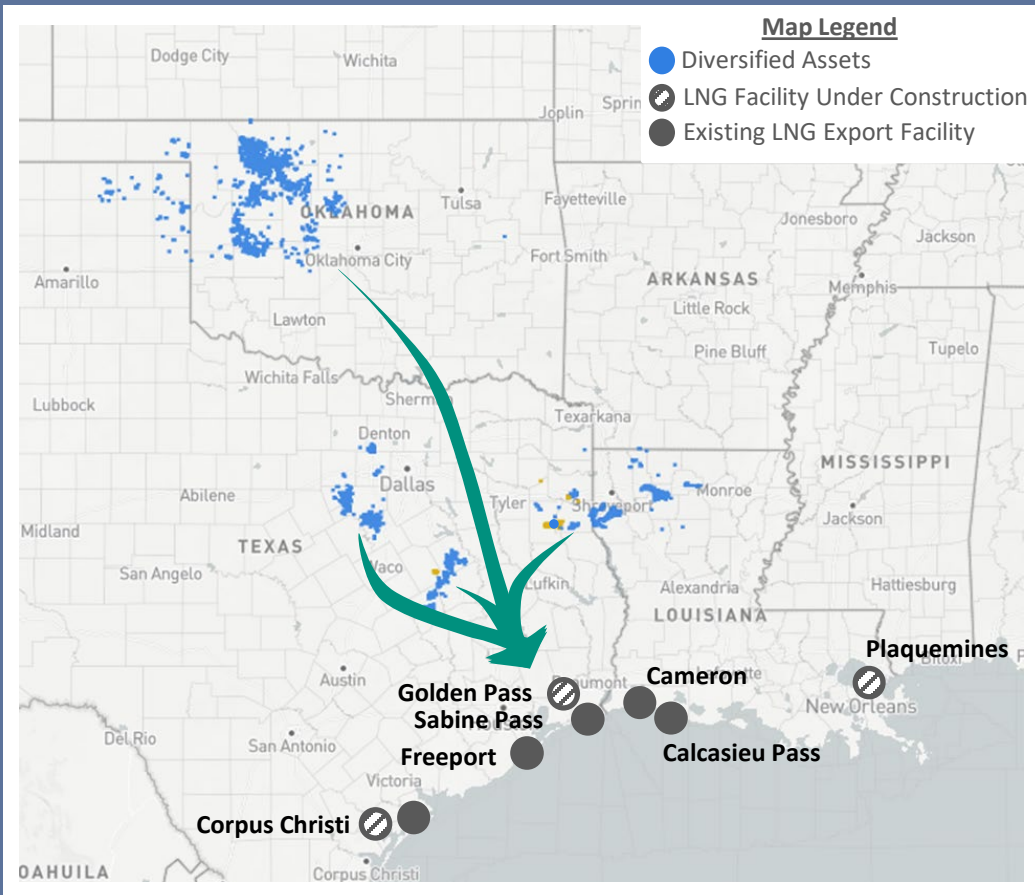 Map Legend
Diversified Assets
LNG Facility Under Construction
Existing LNG Export Facility
Dodge City
Wichita
Joplin
Sprin
Tulsa
Fayetteville
OKLAHOMA
Jonesboro
Jackson
Oklahoma City
Fort Smith
Amarillo
ARKANSAS
Memphis
Little Rock
Lawton
Pine Bluff
Tupelo
Wichita Falls
Sherm
Lubbock
Texarkana
Denton
MISSISSIPPI
Dallas
Abilene
Tyler
Shreveport
Monroe
Midland
Jackson
TEXAS
Waco
San Angelo
Lufkin
Alexandria
Hattiesburg
LOUISIANA
Plaquemines
Biloxi
Austin
Cameron
Lafayette
Golden Pass
Beaumont
New Orleans
Sabine Pass
Del Rio
San Antonio
Freeport
Calcasieu Pass
Victoria
Corpus Christi
OAHUILA
Corpus Christi